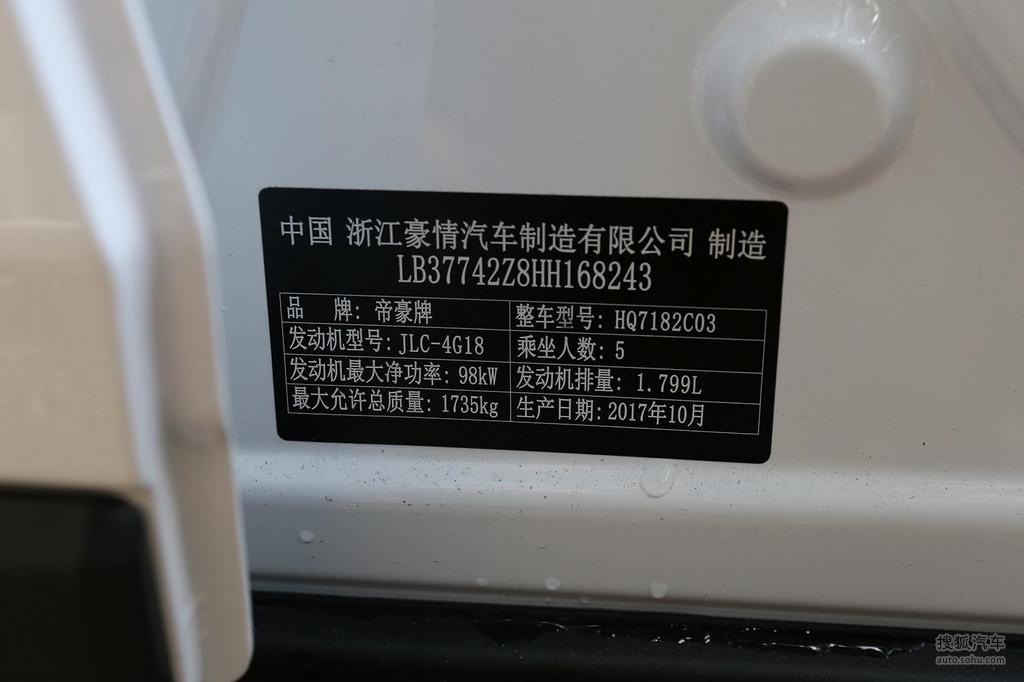 中国 浙江豪情汽车制造有限公司 制造
LB37742Z8HH168243
品 牌: 帝豪牌 整车型号: HQ7182C03
发动机型号: JLC-4G18 乘坐人数: 5
发动机最大净功率: 98kW 发动机排量: 1.799L
最大允许总质量: 1735kg 生产日期: 2017年10月
搜狐汽车
auto.sohu.com